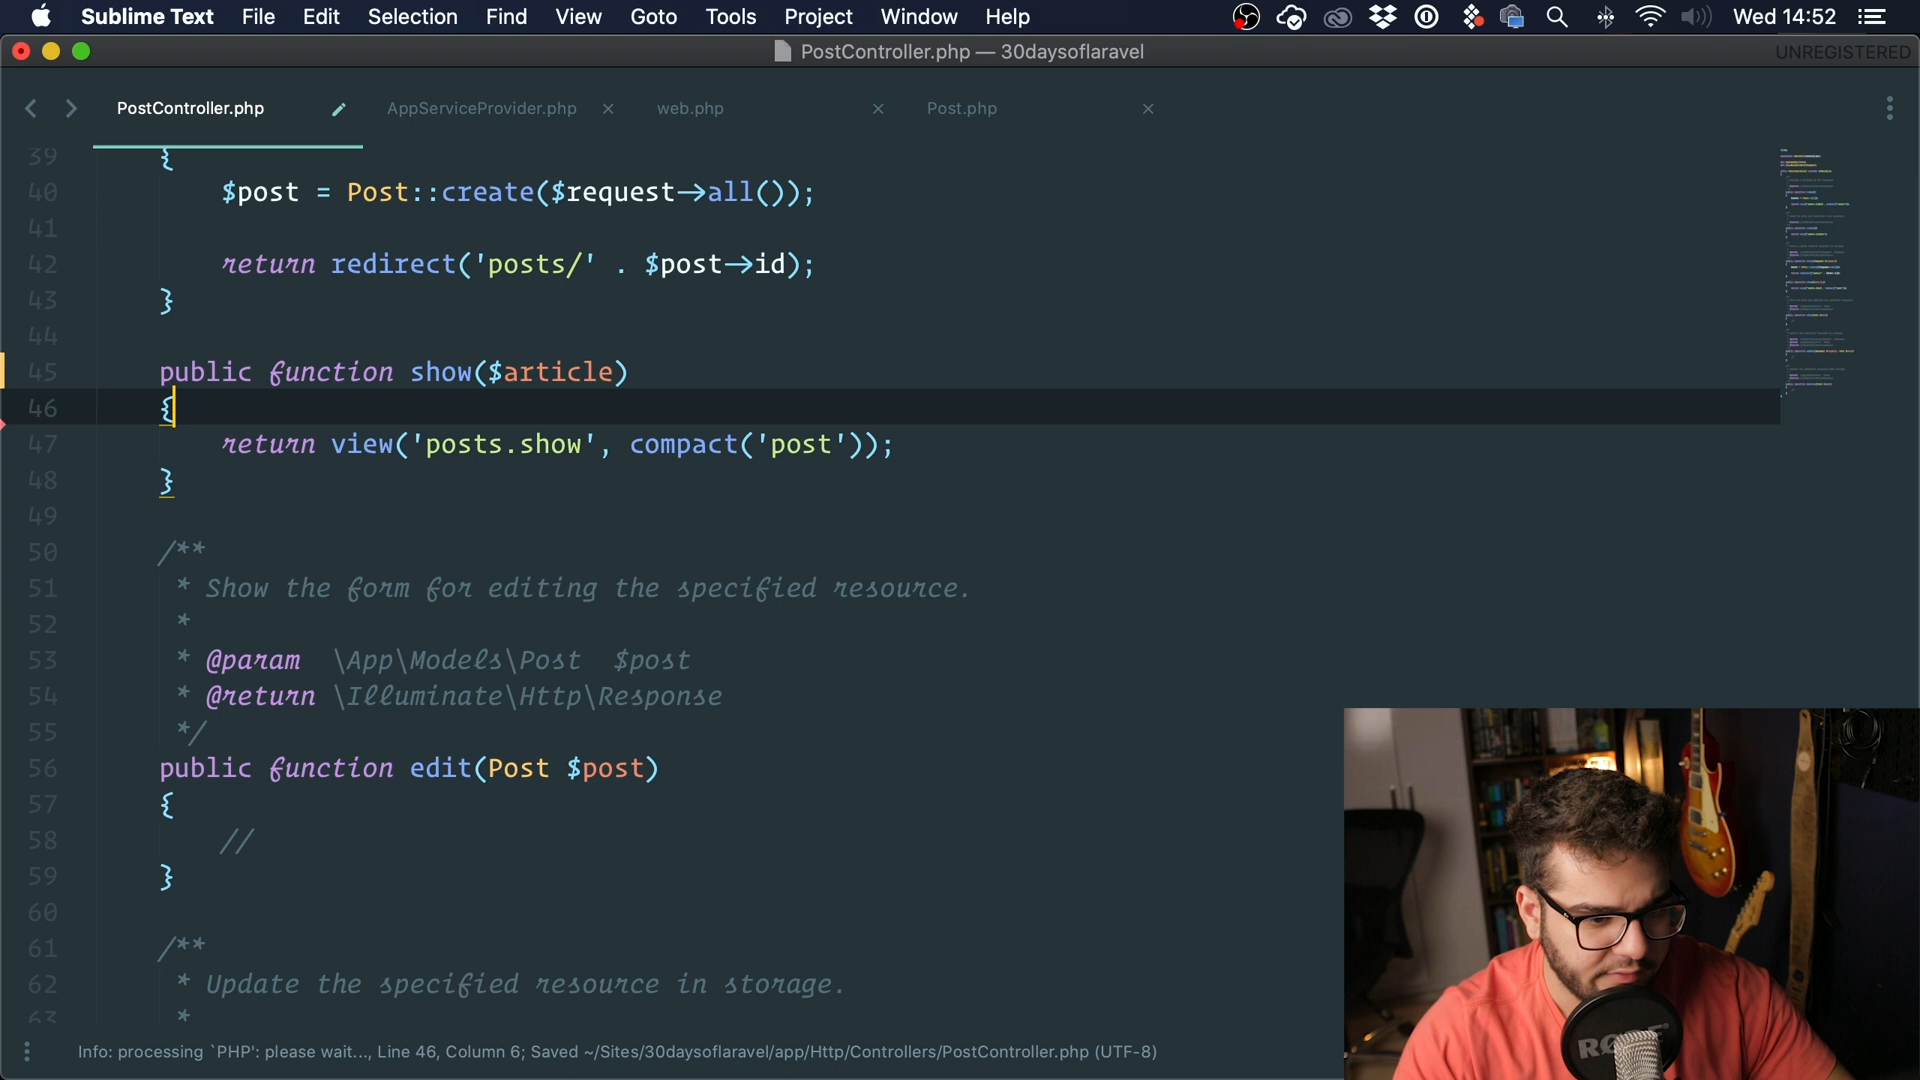 Sublime Text File Edit Selection Find View Goto Tools Project Window Help Wed 14:52
PostController.php — 30daysoflaravel UNREGISTERED
PostController.php AppServiceProvider.php × web.php × Post.php ×
39 {
40 $post = Post::create($request->all());
41
42 return redirect('posts/' . $post->id);
43 }
44
45 public function show($article)
46 {
47 return view('posts.show', compact('post'));
48 }
49
50 /**
51 * Show the form for editing the specified resource.
52 *
53 * @param \App\Models\Post $post
54 * @return \Illuminate\Http\Response
55 */
56 public function edit(Post $post)
57 {
58 //
59 }
60
61 /**
62 * Update the specified resource in storage.
63 *
Info: processing `PHP': please wait..., Line 46, Column 6; Saved ~/Sites/30daysoflaravel/app/Http/Controllers/PostController.php (UTF-8)